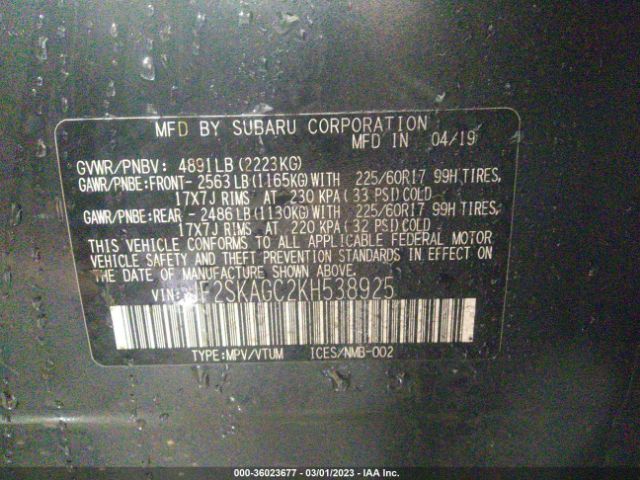 MFD BY SUBARU CORPORATION
MFD IN 04/19
GVWR/PNBV: 4891LB(2223KG)
GAWR/PNBE:FRONT- 2563LB(1165KG)WITH 225/60R17 99H TIRES,
17X7J RIMS AT 230 KPA(33 PSI)COLD
GAWR/PNBE:REAR - 2486LB(1130KG)WITH 225/60R17 99H TIRES,
17X7J RIMS AT 220 KPA(32 PSI)COLD
THIS VEHICLE CONFORMS TO ALL APPLICABLE FEDERAL MOTOR
VEHICLE SAFETY AND THEFT PREVENTION STANDARDS IN EFFECT ON
THE DATE OF MANUFACTURE SHOWN ABOVE.
VIN: JF2SKAGC2KH538925
TYPE:MPV/VTUM ICES/NMB-002
000-36023677 - 03/01/2023 - IAA Inc.